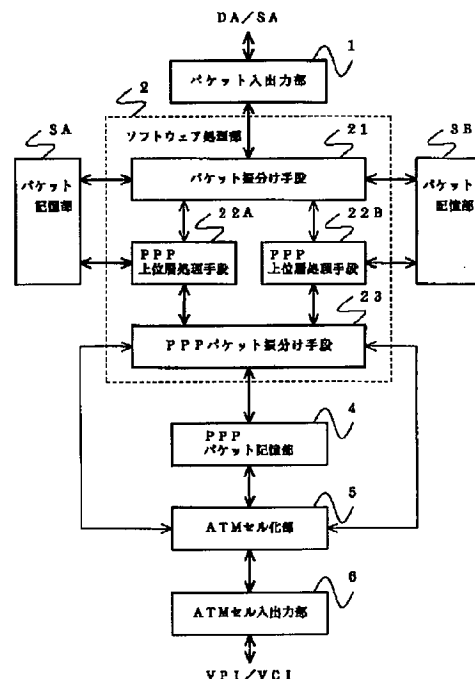 DA/SA
1
パケット入出力部
2
ソフトウェア処理部
21
3A
3B
パケット
記憶部
パケット振分け手段
パケット
記憶部
22A
22B
PPP
上位層処理手段
PPP
上位層処理手段
23
PPPパケット振分け手段
4
PPP
パケット記憶部
5
ATMセル化部
6
ATMセル入出力部
VPI/VCI